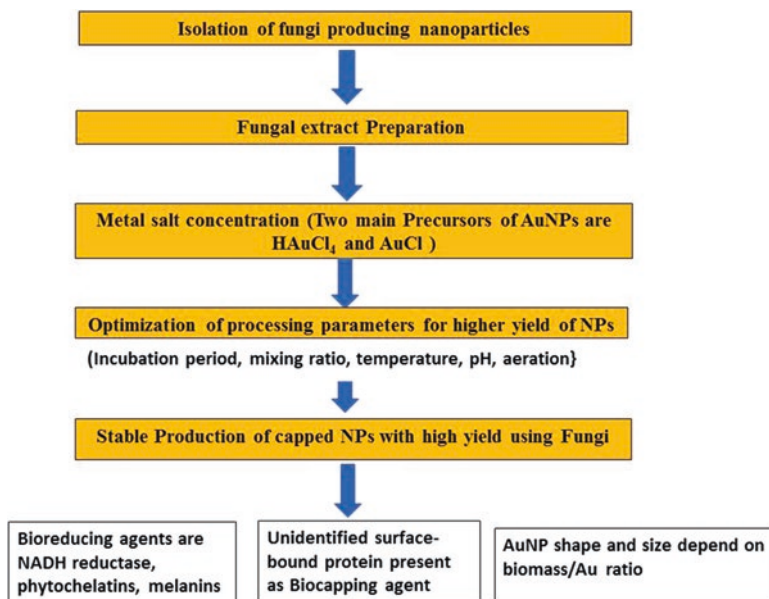 Isolation of fungi producing nanoparticles
Fungal extract Preparation
Metal salt concentration (Two main Precursors of AuNPs are
HAuCl₄ and AuCl )
Optimization of processing parameters for higher yield of NPs
(Incubation period, mixing ratio, temperature, pH, aeration}
Stable Production of capped NPs with high yield using Fungi
Bioreducing agents are
NADH reductase,
phytochelatins, melanins
Unidentified surface-
bound protein present
as Biocapping agent
AuNP shape and size depend on
biomass/Au ratio